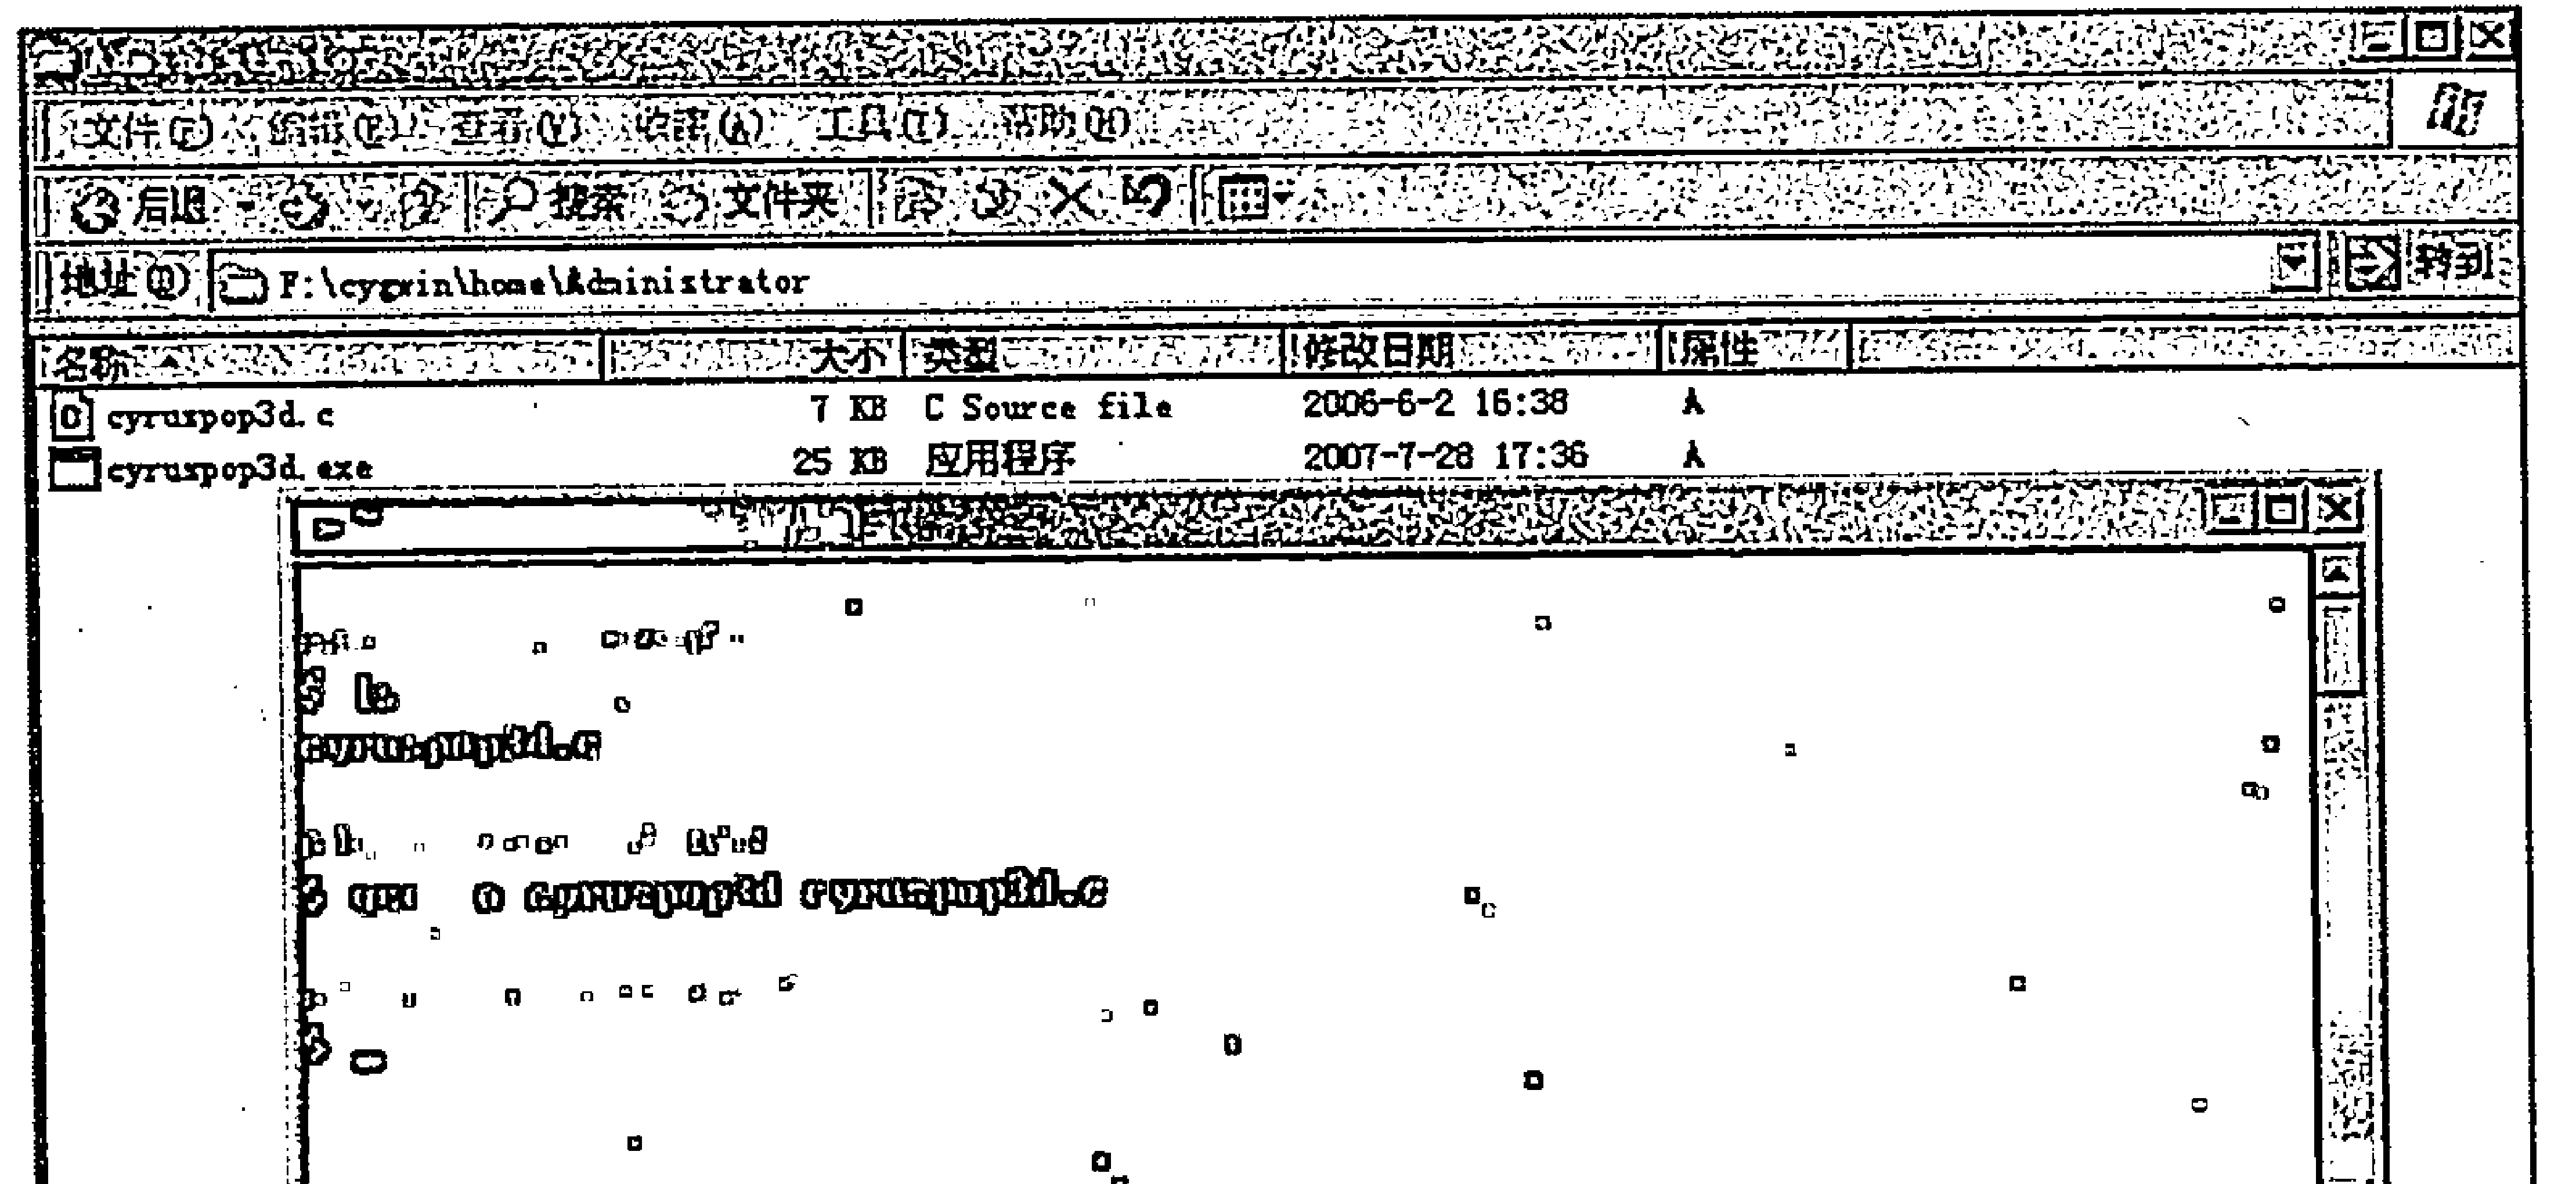 Administrator
文件(F) 编辑(E) 查看(V) 收藏(A) 工具(T) 帮助(H)
后退 搜索 文件夹
地址(D) F:\cygwin\home\Administrator 转到
名称 大小 类型 修改日期 属性
cyruspop3d.c 7 KB C Source file 2006-6-2 16:38 A
cyruspop3d.exe 25 KB 应用程序 2007-7-28 17:36 A
$ ls
cyruspop3d.c
$ gcc o cyruspop3d cyruspop3d.c
$